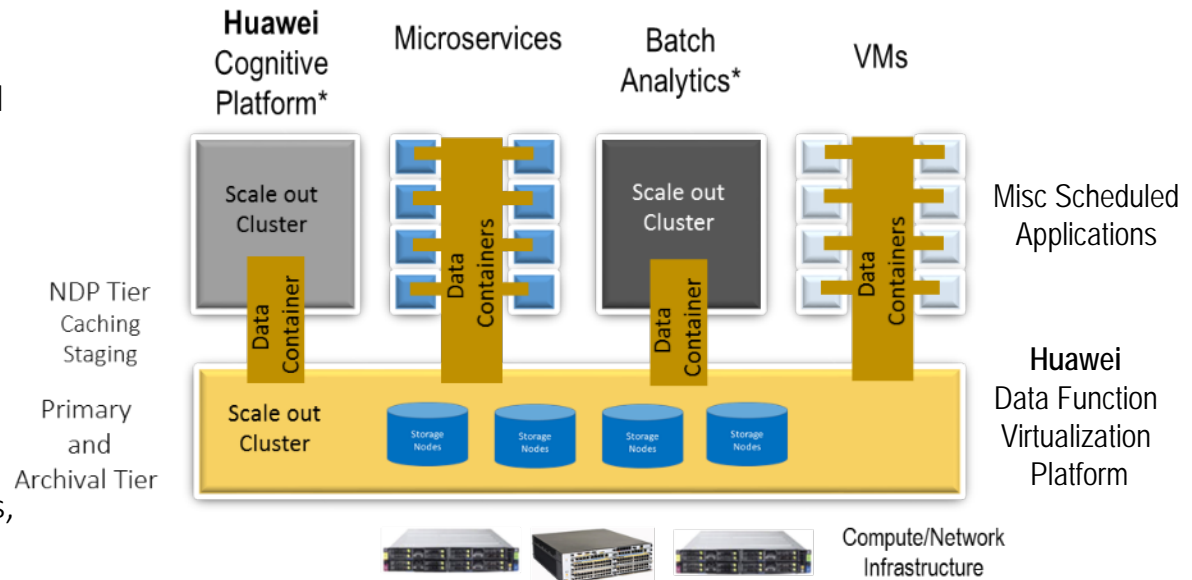 Huawei
Cognitive
Platform*
Microservices
Batch
Analytics*
VMs
Scale out
Cluster
Data
Containers
Scale out
Cluster
Data
Containers
Misc Scheduled
Applications
NDP Tier
Caching
Staging
Data
Container
Data
Container
Primary
and
Archival Tier
s,
Scale out
Cluster
Storage
Nodes
Storage
Nodes
Storage
Nodes
Storage
Nodes
Huawei
Data Function
Virtualization
Platform
Compute/Network
Infrastructure